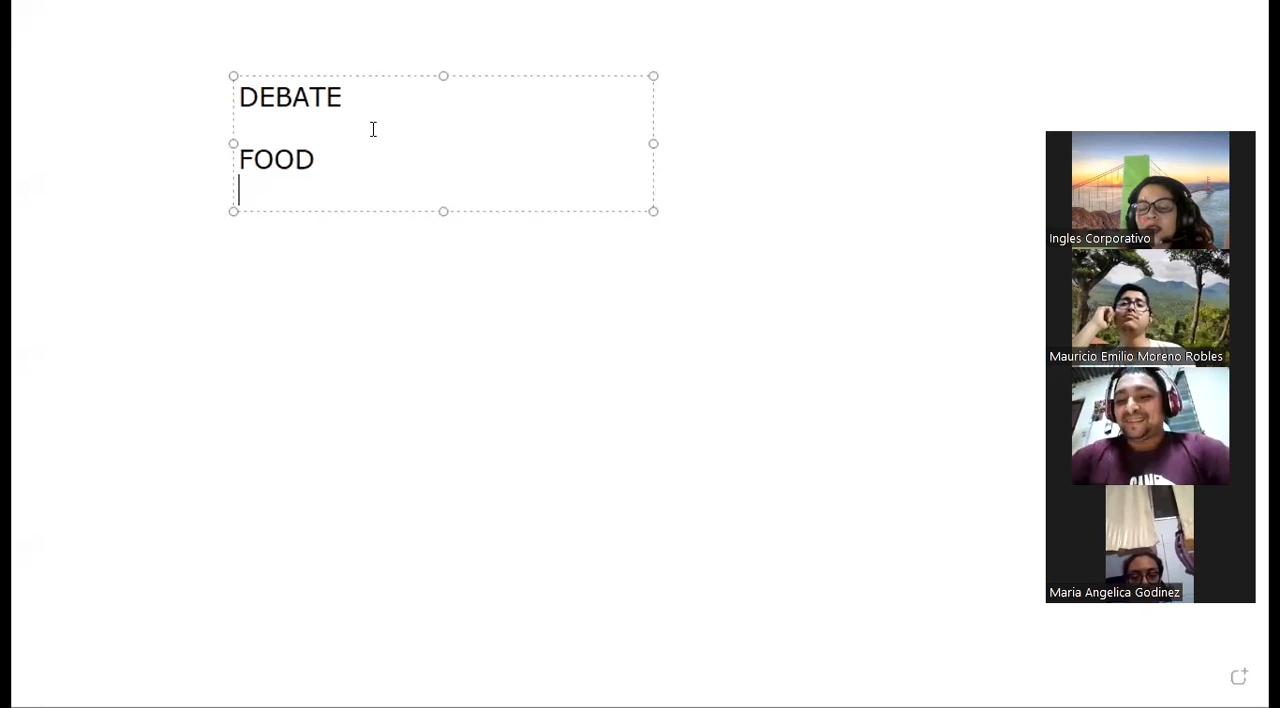 DEBATE
FOOD
Ingles Corporativo
Mauricio Emilio Moreno Robles
Maria Angelica Godinez